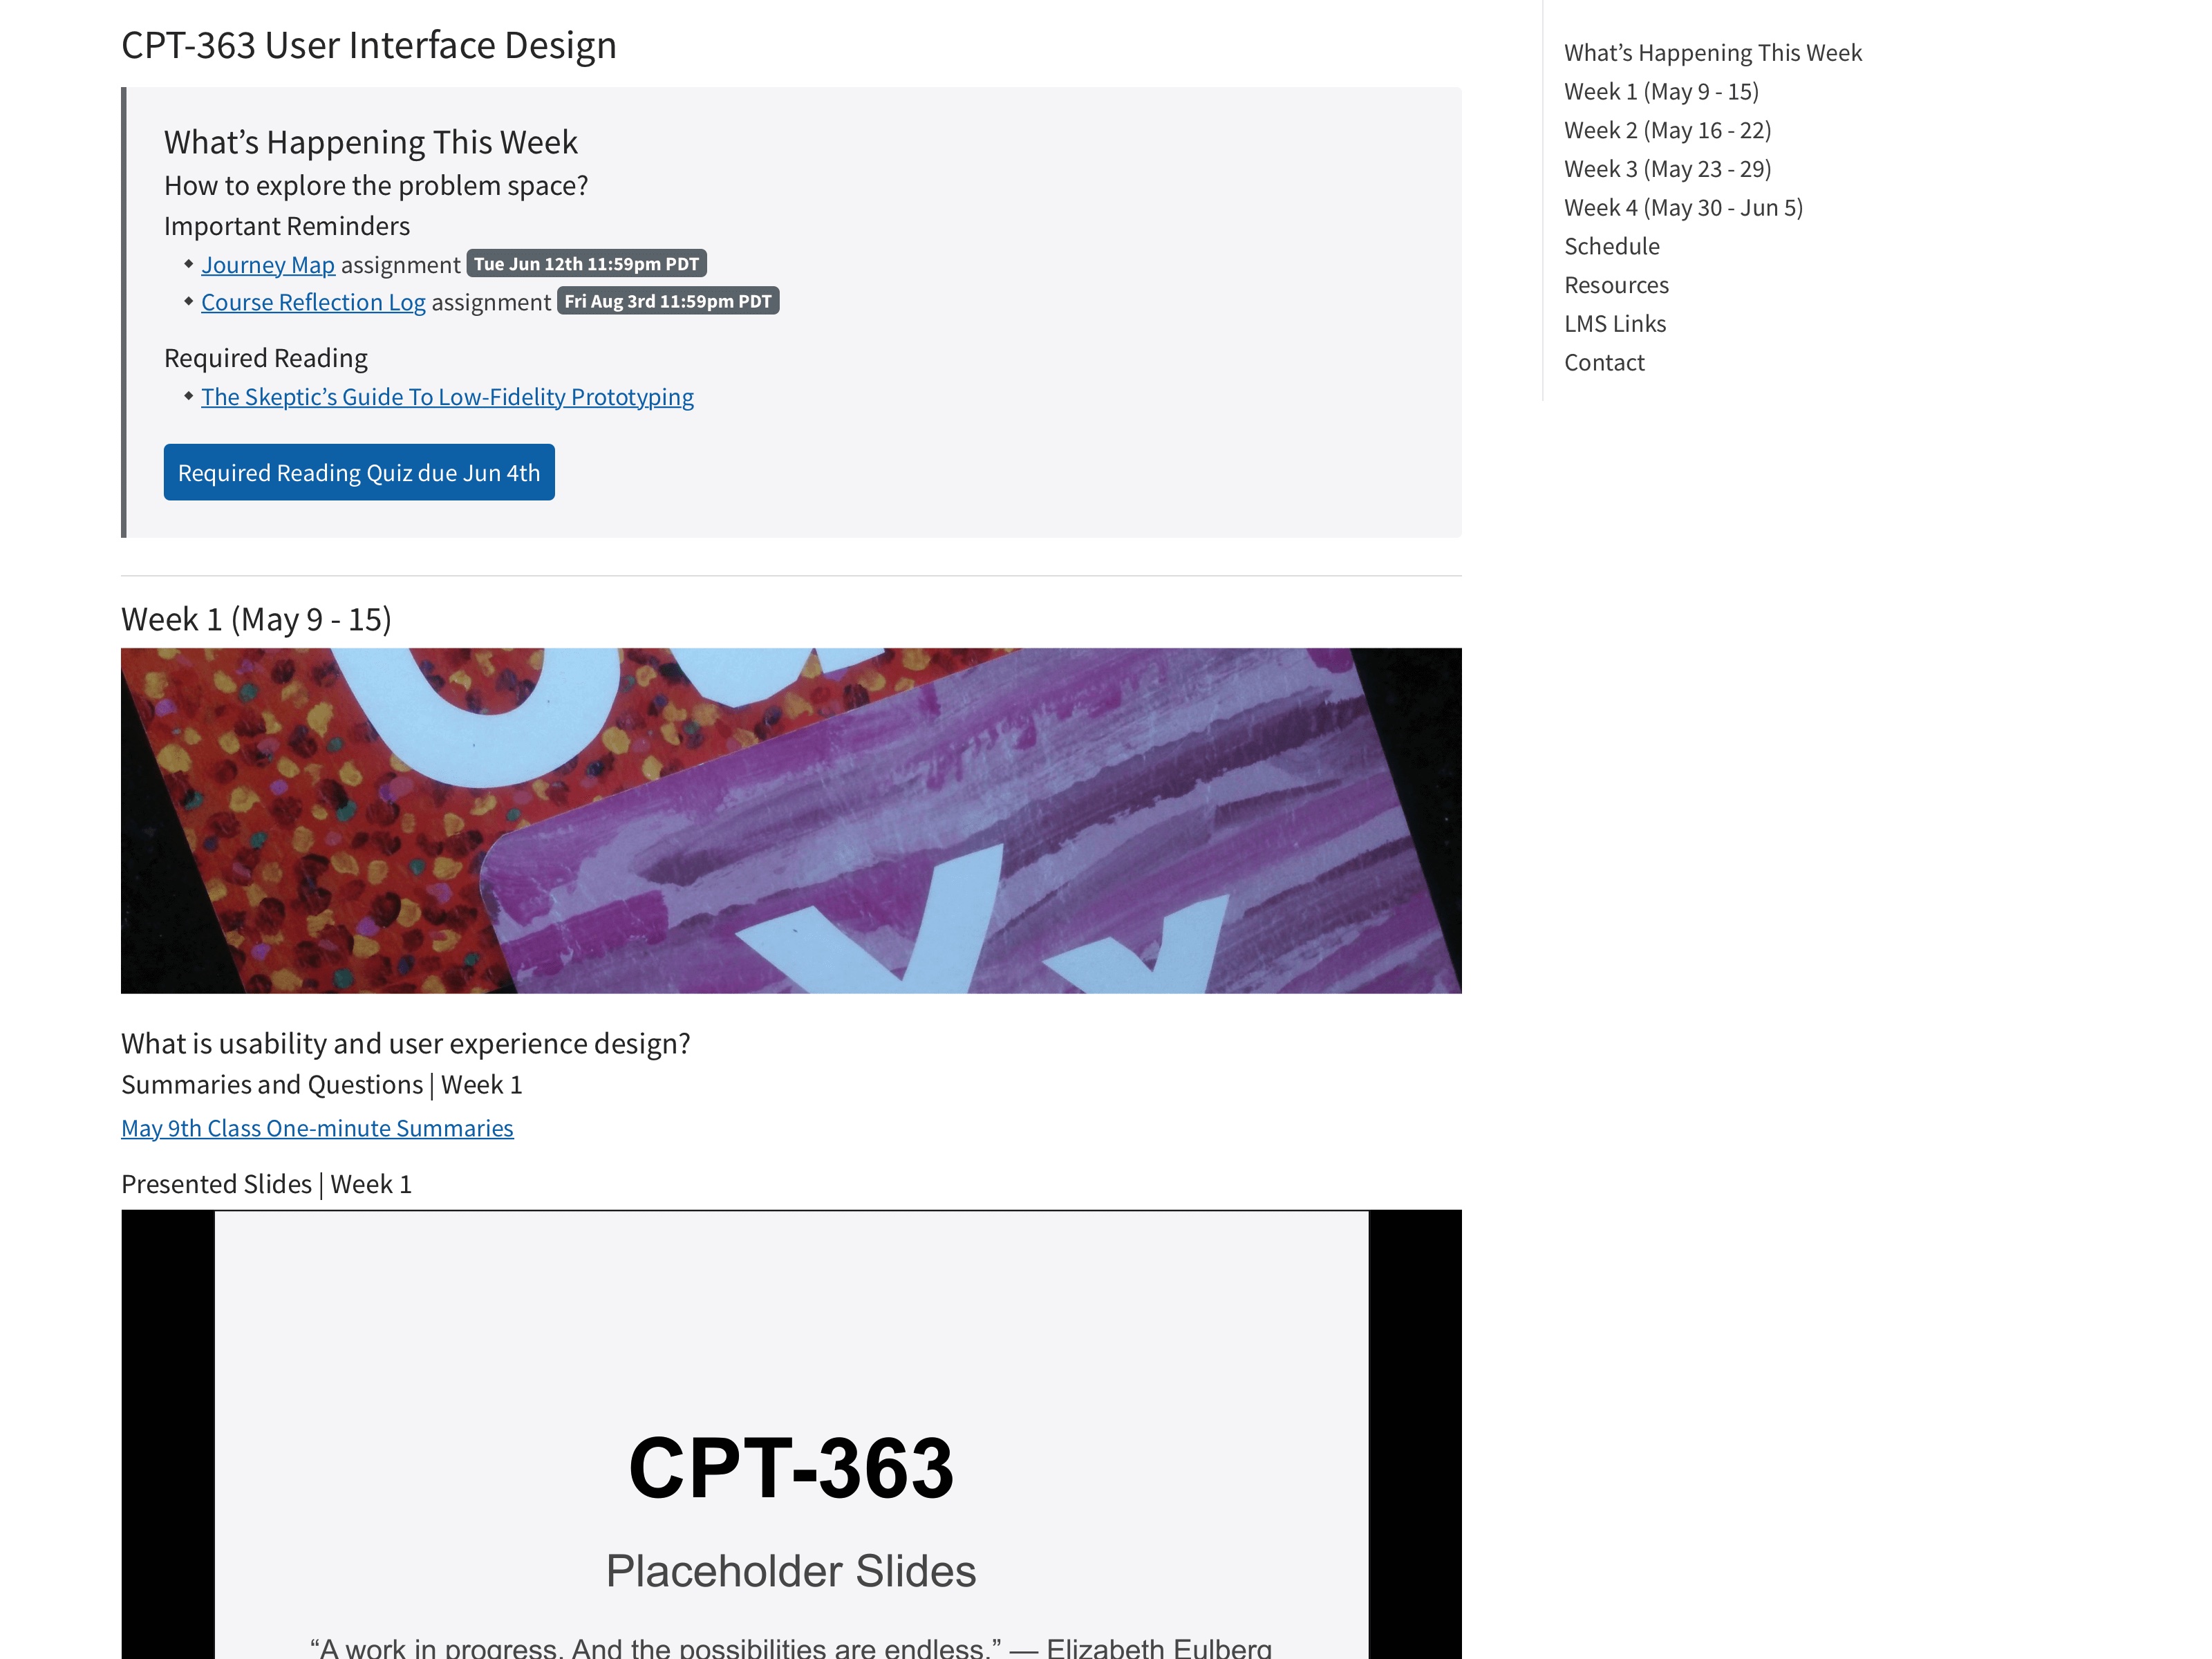 CPT-363 User Interface Design
What’s Happening This Week
How to explore the problem space?
Important Reminders
Journey Map assignment Tue Jun 12th 11:59pm PDT
Course Reflection Log assignment Fri Aug 3rd 11:59pm PDT
Required Reading
The Skeptic’s Guide To Low-Fidelity Prototyping
Required Reading Quiz due Jun 4th
Week 1 (May 9 - 15)
What is usability and user experience design?
Summaries and Questions | Week 1
May 9th Class One-minute Summaries
Presented Slides | Week 1
CPT-363
Placeholder Slides
“A work in progress. And the possibilities are endless.” — Elizabeth Eulberg
What’s Happening This Week
Week 1 (May 9 - 15)
Week 2 (May 16 - 22)
Week 3 (May 23 - 29)
Week 4 (May 30 - Jun 5)
Schedule
Resources
LMS Links
Contact